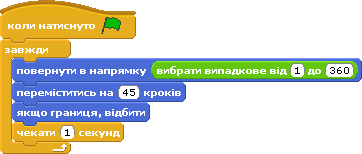 коли натиснуто
завжди
повернути в напрямку вибрати випадкове від 1 до 360
переміститись на 45 кроків
якщо границя, відбити
чекати 1 секунд